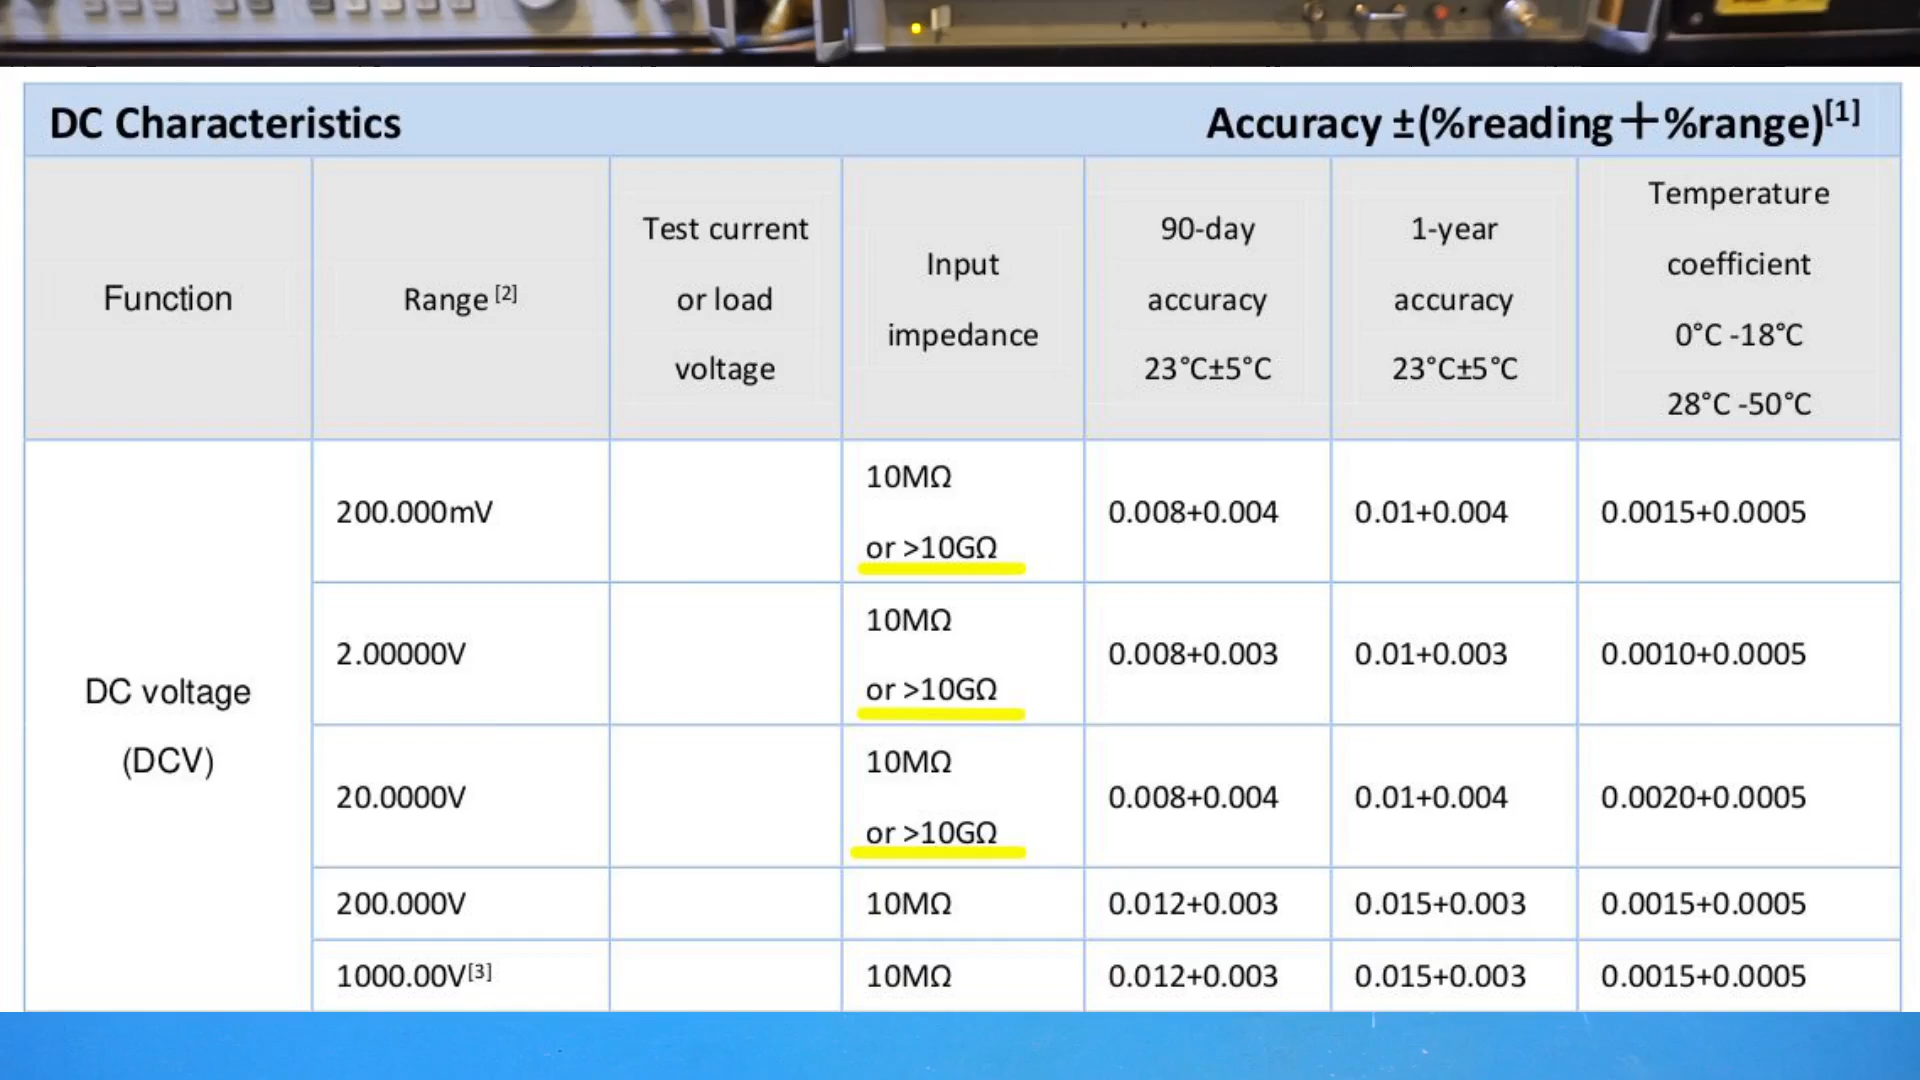 DC Characteristics Accuracy ±(%reading+%range)[1]
Function
Range [2]
Test current
or load
voltage
Input
impedance
90-day
accuracy
23°C±5°C
1-year
accuracy
23°C±5°C
Temperature
coefficient
0°C -18°C
28°C -50°C
DC voltage
(DCV)
200.000mV
10MΩ
or >10GΩ
0.008+0.004
0.01+0.004
0.0015+0.0005
2.00000V
10MΩ
or >10GΩ
0.008+0.003
0.01+0.003
0.0010+0.0005
20.0000V
10MΩ
or >10GΩ
0.008+0.004
0.01+0.004
0.0020+0.0005
200.000V
10MΩ
0.012+0.003
0.015+0.003
0.0015+0.0005
1000.00V[3]
10MΩ
0.012+0.003
0.015+0.003
0.0015+0.0005